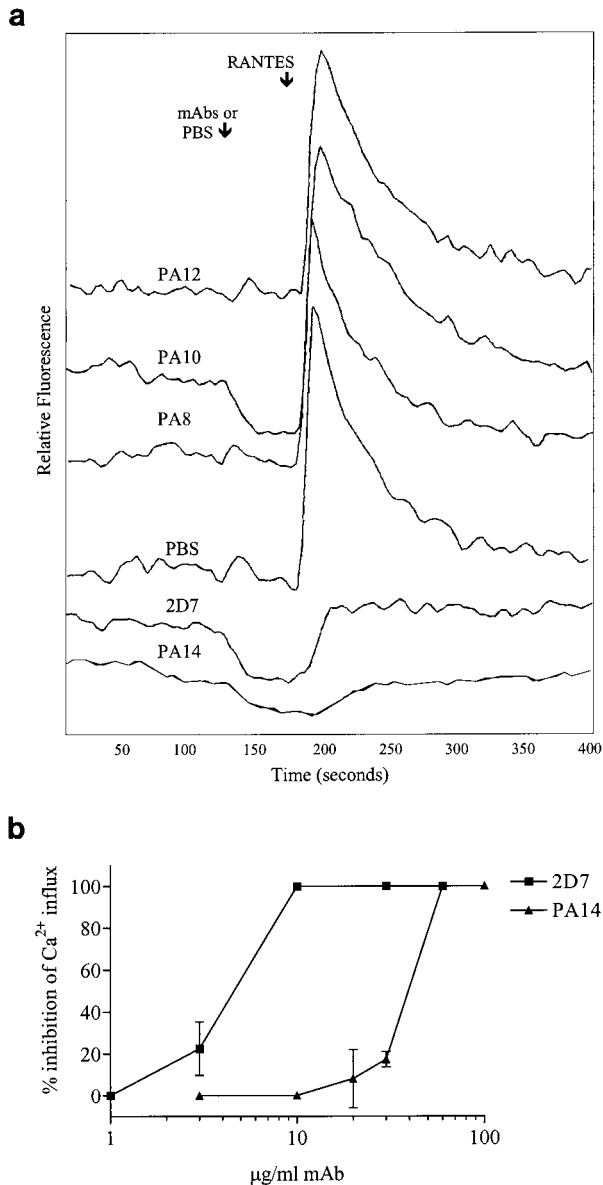 a
RANTES
mAbs or
PBS
PA12
PA10
PA8
PBS
2D7
PA14
Relative Fluorescence
50 100 150 200 250 300 350 400
Time (seconds)
b
100
80
60
40
20
0
% inhibition of Ca²⁺ influx
2D7
PA14
1 10 100
µg/ml mAb